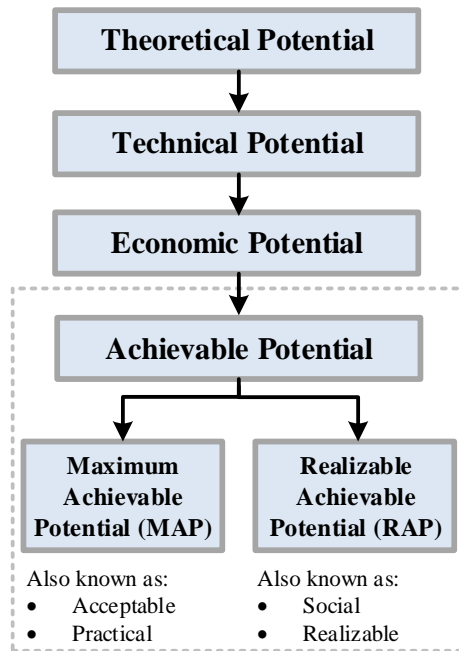 Theoretical Potential
Technical Potential
Economic Potential
Achievable Potential
Maximum
Achievable
Potential (MAP)
Realizable
Achievable
Potential (RAP)
Also known as:
• Acceptable
• Practical
Also known as:
• Social
• Realizable